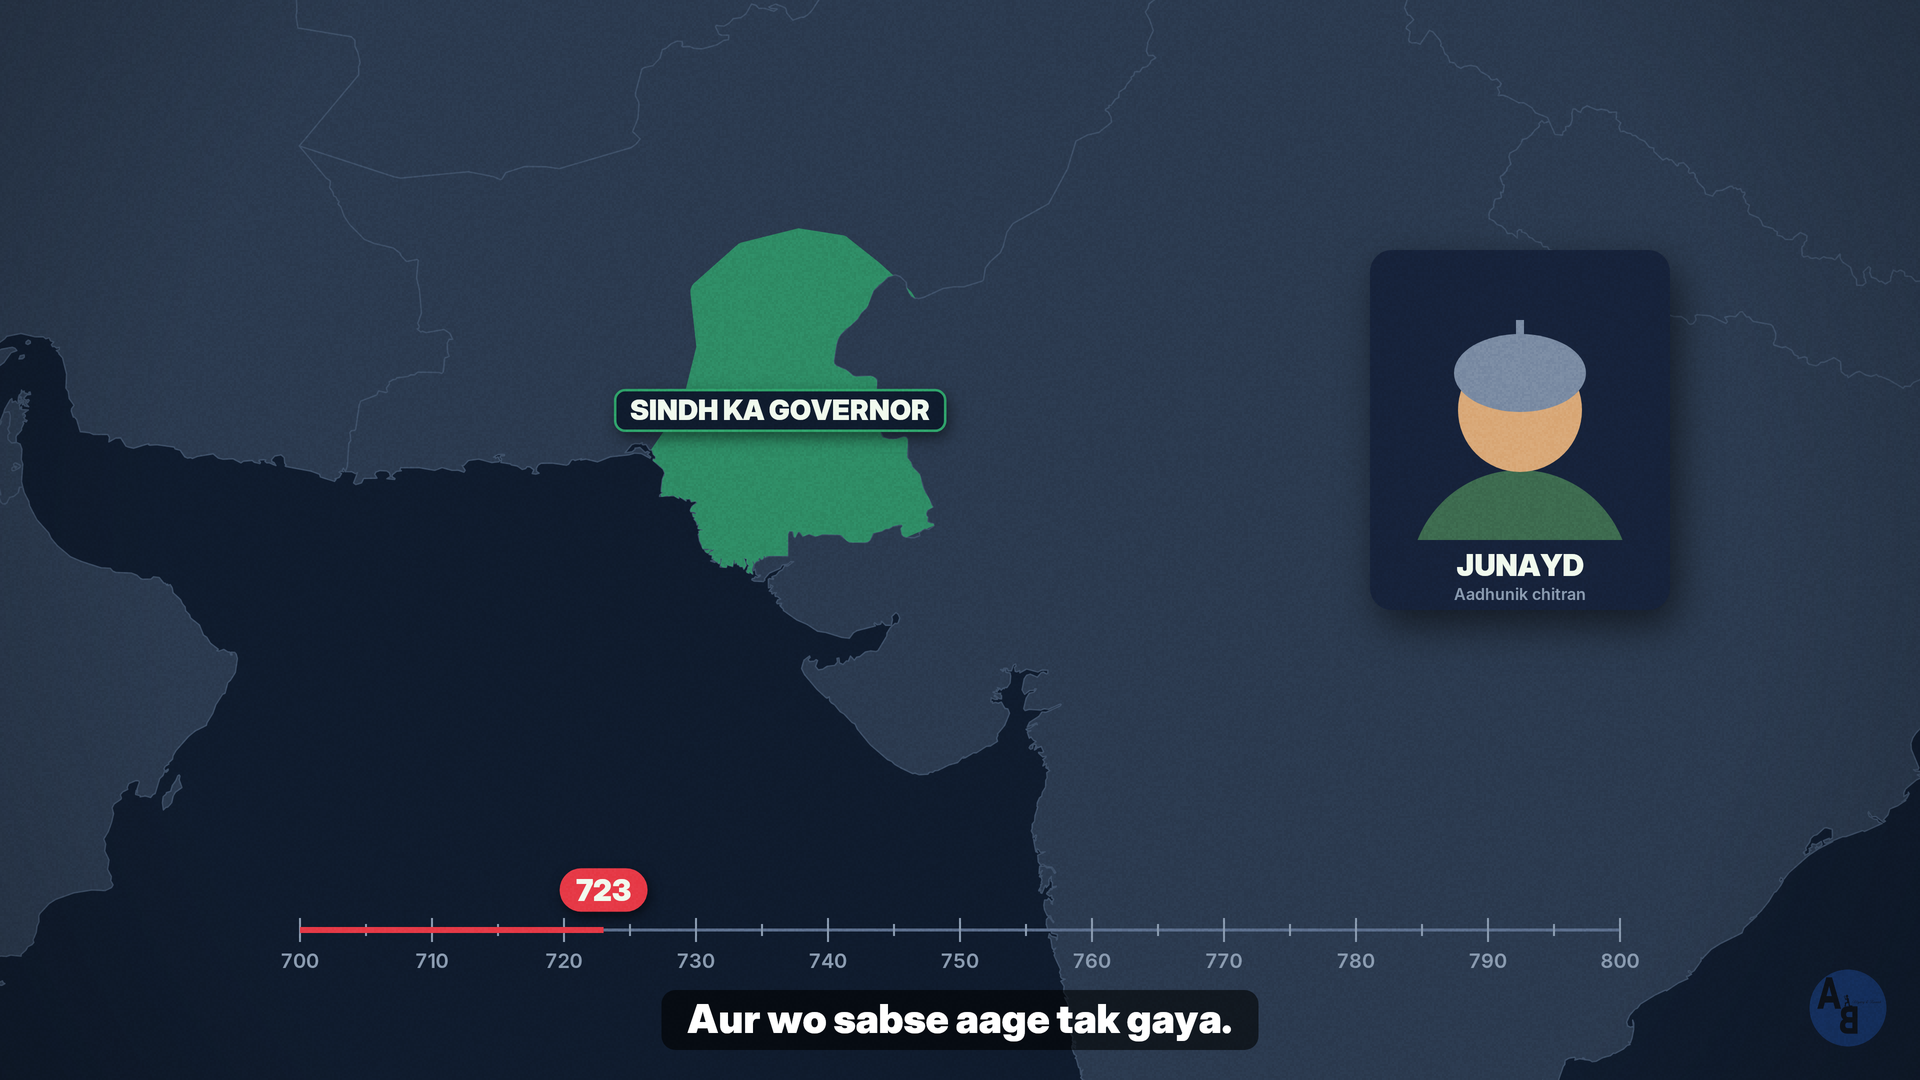 SINDH KA GOVERNOR
JUNAYD
Aadhunik chitran
723
700 710 720 730 740 750 760 770 780 790 800
Aur wo sabse aage tak gaya.
A
B